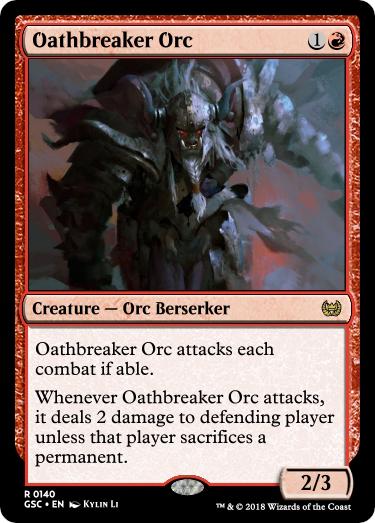 Oathbreaker Orc 1
Creature — Orc Berserker
Oathbreaker Orc attacks each
combat if able.
Whenever Oathbreaker Orc attacks,
it deals 2 damage to defending player
unless that player sacrifices a
permanent.
2/3
R 0140
GSC • EN Kylin Li
™ & © 2018 Wizards of the Coast